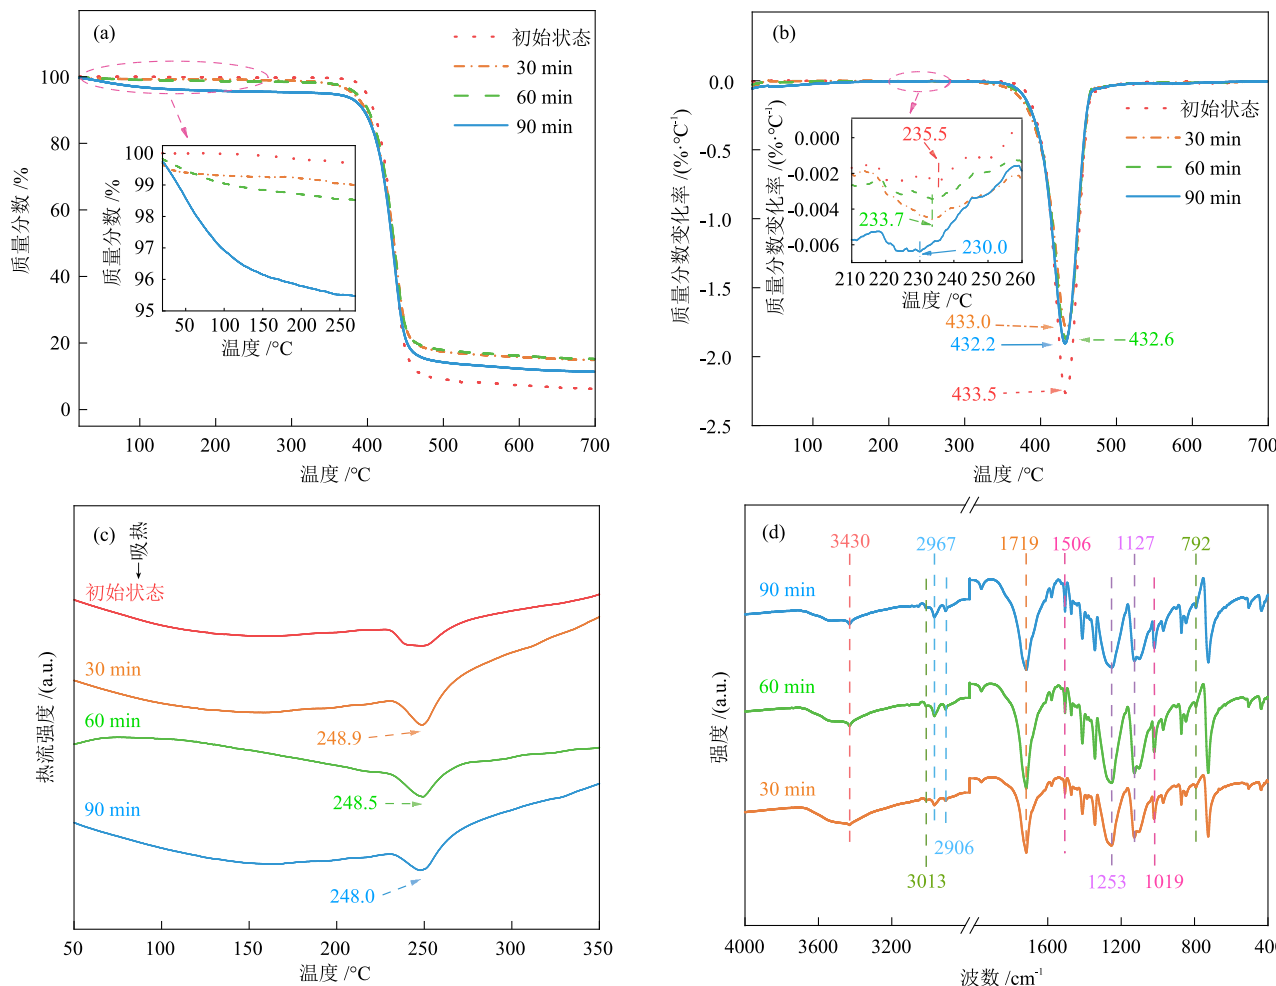 (a)
初始状态
30 min
60 min
90 min
质量分数 /%
100
80
60
40
20
0
100
99
98
97
96
95
质量分数 /%
50
100
150
200
250
温度 /°C
100
200
300
400
500
600
700
温度 /°C
(b)
初始状态
30 min
60 min
90 min
质量分数变化率 /(%·°C⁻¹)
0.0
-0.5
-1.0
-1.5
-2.0
-2.5
质量分数变化率 /(%·°C⁻¹)
0.000
-0.002
-0.004
-0.006
235.5
233.7
230.0
210
220
230
240
250
260
温度 /°C
433.0
432.2
432.6
433.5
100
200
300
400
500
600
700
温度 /°C
(c)
吸热
初始状态
30 min
248.9
60 min
248.5
90 min
248.0
热流强度 /(a.u.)
50
100
150
200
250
300
350
温度 /°C
(d)
3430
2967
1719
1506
1127
792
90 min
60 min
30 min
2906
3013
1253
1019
强度 /(a.u.)
4000
3600
3200
1600
1200
800
400
波数 /cm⁻¹